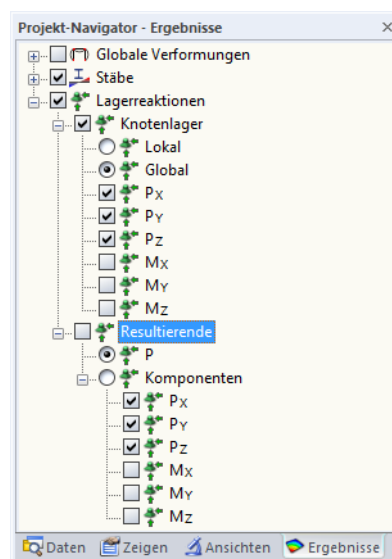 Projekt-Navigator - Ergebnisse
Globale Verformungen
Stäbe
Lagerreaktionen
Knotenlager
Lokal
Global
PX
PY
PZ
MX
MY
MZ
Resultierende
P
Komponenten
PX
PY
PZ
MX
MY
MZ
Daten Zeigen Ansichten Ergebnisse